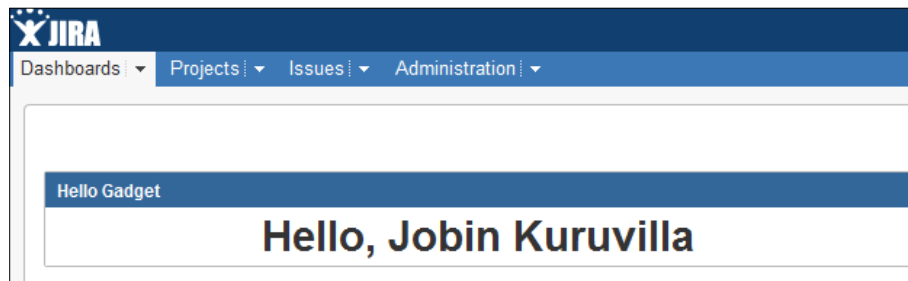 JIRA
Dashboards Projects Issues Administration
Hello Gadget
Hello, Jobin Kuruvilla